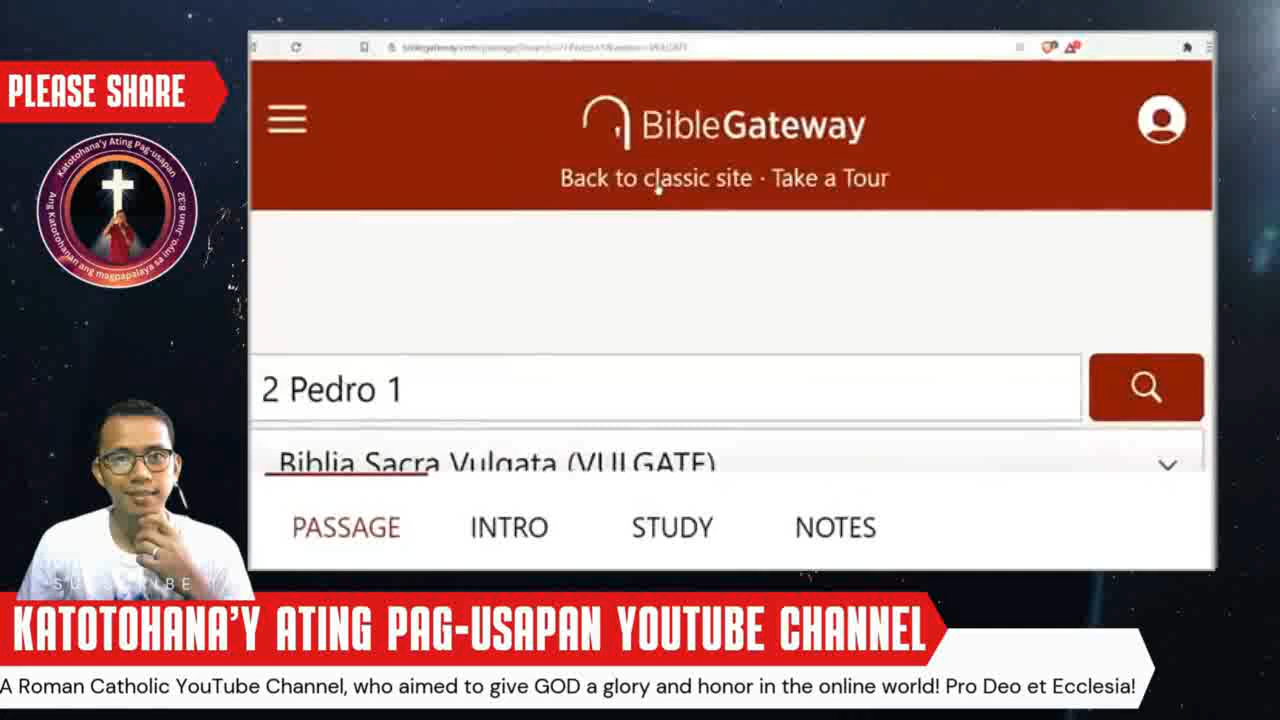 PLEASE SHARE
Katotohana'y Ating Pag-usapan
Ang Katotohanan ang magpapalaya sa inyo. Juan 8:32
BibleGateway
Back to classic site · Take a Tour
2 Pedro 1
Biblia Sacra Vulgata (VULGATE)
PASSAGE INTRO STUDY NOTES
SUBSCRIBE
KATOTOHANA'Y ATING PAG-USAPAN YOUTUBE CHANNEL
A Roman Catholic YouTube Channel, who aimed to give GOD a glory and honor in the online world! Pro Deo et Ecclesia!